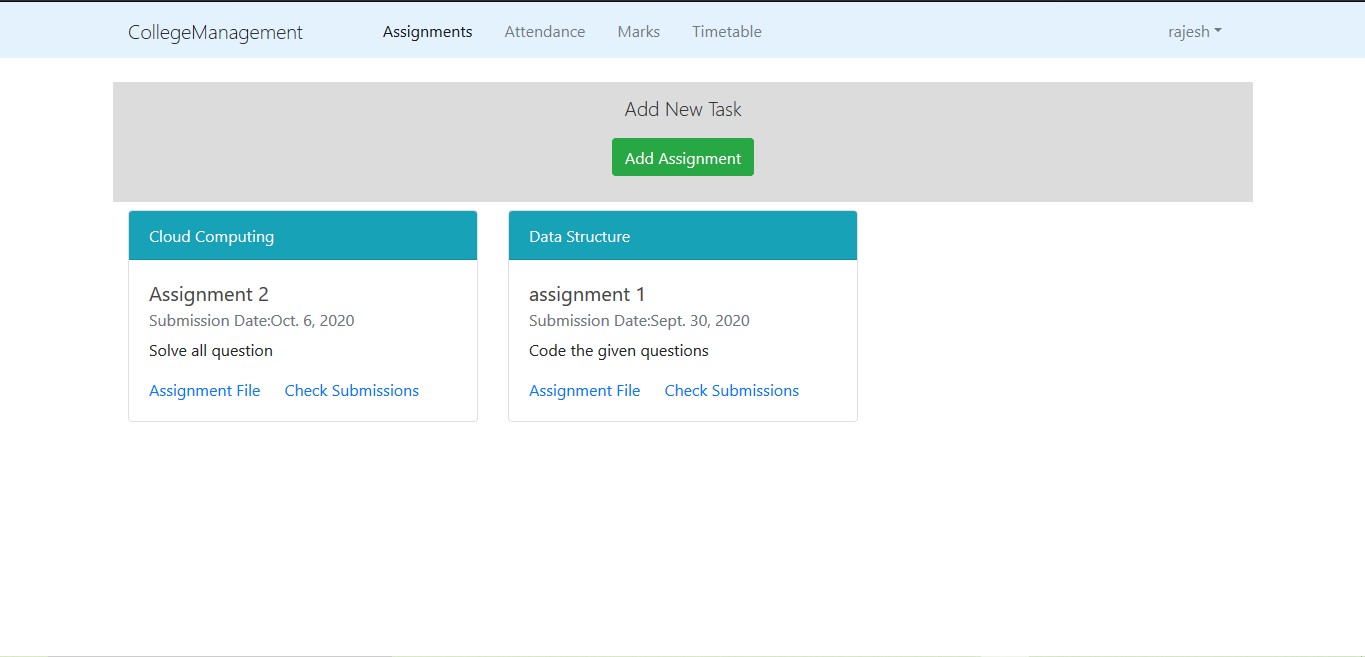 CollegeManagement Assignments Attendance Marks Timetable rajesh
Add New Task
Add Assignment
Cloud Computing
Assignment 2
Submission Date:Oct. 6, 2020
Solve all question
Assignment File Check Submissions
Data Structure
assignment 1
Submission Date:Sept. 30, 2020
Code the given questions
Assignment File Check Submissions